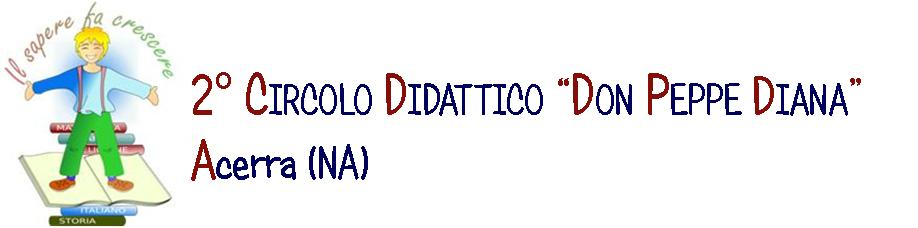 Il sapere fa crescere
2° CIRCOLO DIDATTICO “DON PEPPE DIANA”
Acerra (NA)
ITALIANO
STORIA